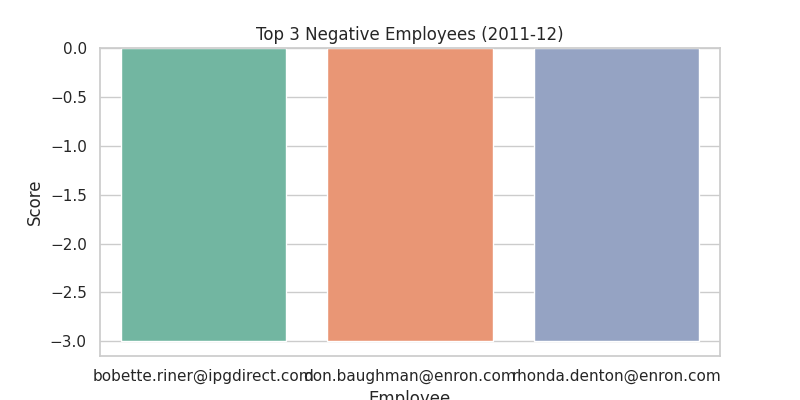 Top 3 Negative Employees (2011-12)
0.0
−0.5
−1.0
−1.5
−2.0
−2.5
−3.0
Score
bobette.riner@ipgdirect.com don.baughman@enron.com rhonda.denton@enron.com
Employee